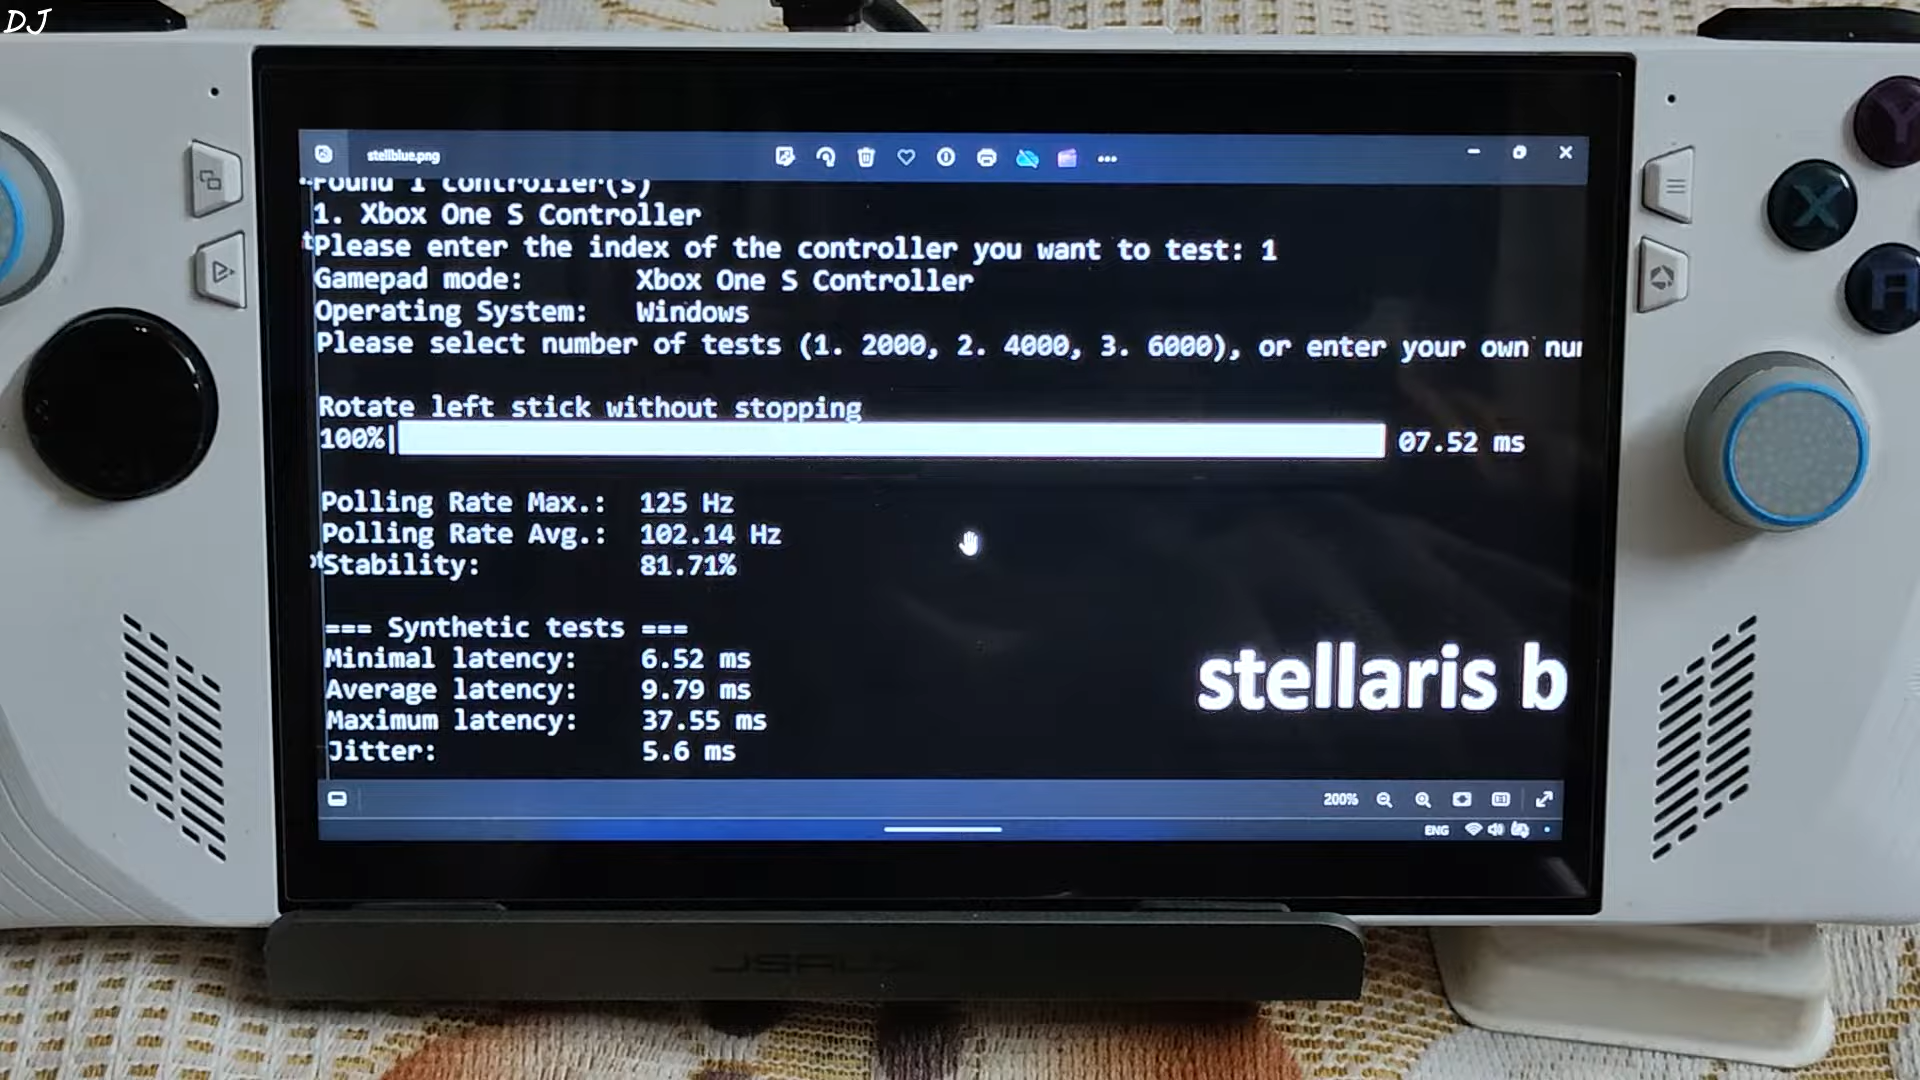 DJ
stellblue.png
Found 1 controller(s)
1. Xbox One S Controller
Please enter the index of the controller you want to test: 1
Gamepad mode: Xbox One S Controller
Operating System: Windows
Please select number of tests (1. 2000, 2. 4000, 3. 6000), or enter your own
Rotate left stick without stopping
100%| 07.52 ms
Polling Rate Max.: 125 Hz
Polling Rate Avg.: 102.14 Hz
Stability: 81.71%
=== Synthetic tests ===
Minimal latency: 6.52 ms
Average latency: 9.79 ms
Maximum latency: 37.55 ms
Jitter: 5.6 ms
stellaris b
200%
ENG
Y
X
A
JSAUX